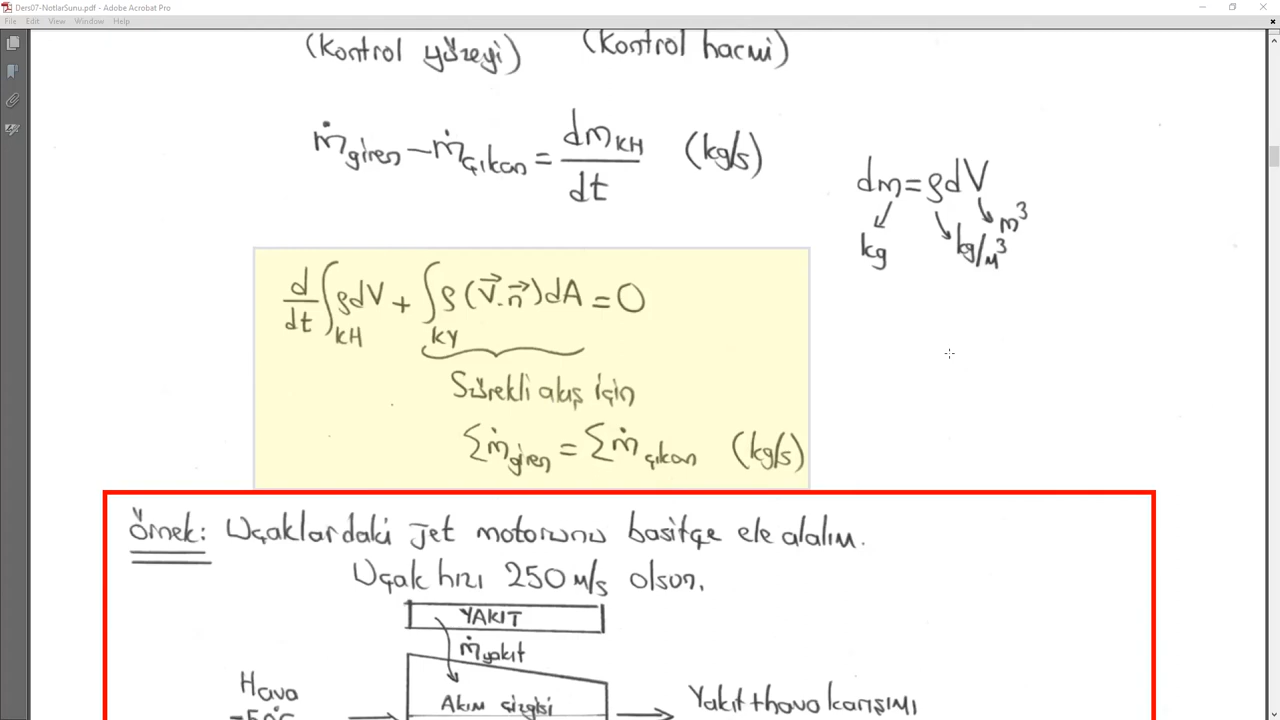 Ders07-NotlarSunu.pdf - Adobe Acrobat Pro
File Edit View Window Help
(Kontrol yüzeyi) (Kontrol hacmi)
ṁgiren − ṁçıkan = dmKH/dt (kg/s)
dm = ρdV
kg kg/m³ m³
d/dt ∫KH ρdV + ∫KY ρ(V⃗.n⃗)dA = 0
Sürekli akış için
Σṁgiren = Σṁçıkan (kg/s)
Örnek: Uçaklardaki jet motorunu basitçe ele alalım.
Uçak hızı 250 m/s olsun.
YAKIT
ṁyakıt
Hava
Akım çizgisi
Yakıt+hava karışımı
-50°C